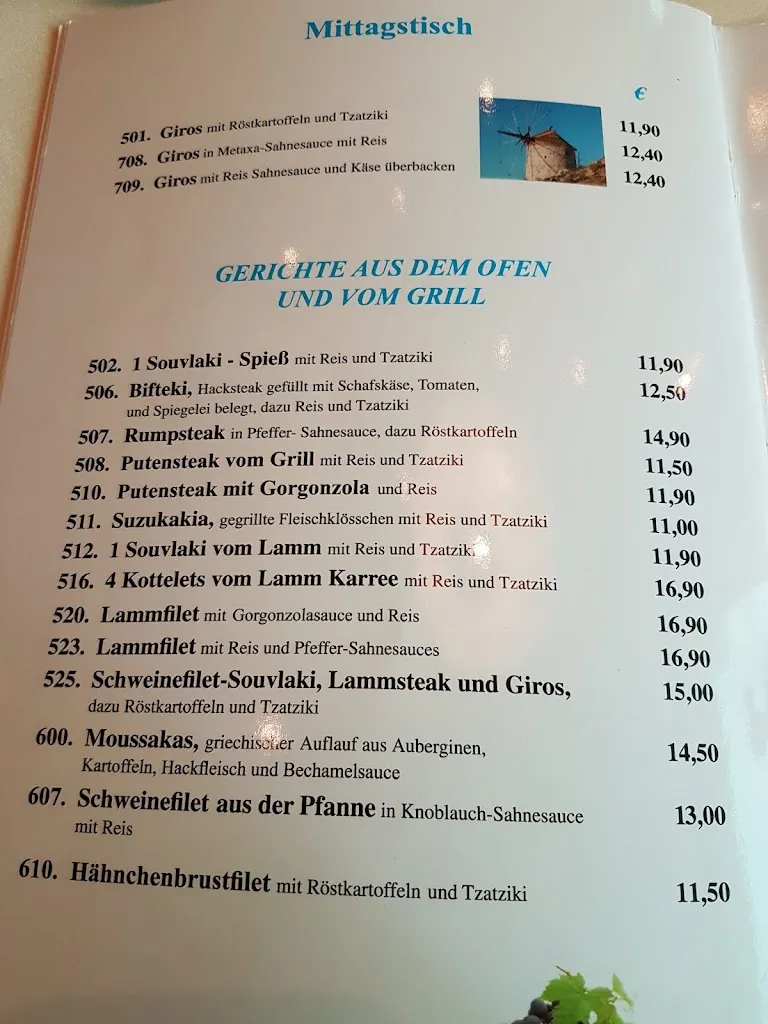 Mittagstisch
€
501. Giros mit Röstkartoffeln und Tzatziki 11,90
708. Giros in Metaxa-Sahnesauce mit Reis 12,40
709. Giros mit Reis Sahnesauce und Käse überbacken 12,40
GERICHTE AUS DEM OFEN
UND VOM GRILL
502. 1 Souvlaki - Spieß mit Reis und Tzatziki 11,90
506. Bifteki, Hacksteak gefüllt mit Schafskäse, Tomaten, 12,50
und Spiegelei belegt, dazu Reis und Tzatziki
507. Rumpsteak in Pfeffer- Sahnesauce, dazu Röstkartoffeln 14,90
508. Putensteak vom Grill mit Reis und Tzatziki 11,50
510. Putensteak mit Gorgonzola und Reis 11,90
511. Suzukakia, gegrillte Fleischklösschen mit Reis und Tzatziki 11,00
512. 1 Souvlaki vom Lamm mit Reis und Tzatziki 11,90
516. 4 Kottelets vom Lamm Karree mit Reis und Tzatziki 16,90
520. Lammfilet mit Gorgonzolasauce und Reis 16,90
523. Lammfilet mit Reis und Pfeffer-Sahnesauces 16,90
525. Schweinefilet-Souvlaki, Lammsteak und Giros, 15,00
dazu Röstkartoffeln und Tzatziki
600. Moussakas, griechischer Auflauf aus Auberginen, 14,50
Kartoffeln, Hackfleisch und Bechamelsauce
607. Schweinefilet aus der Pfanne in Knoblauch-Sahnesauce 13,00
mit Reis
610. Hähnchenbrustfilet mit Röstkartoffeln und Tzatziki 11,50